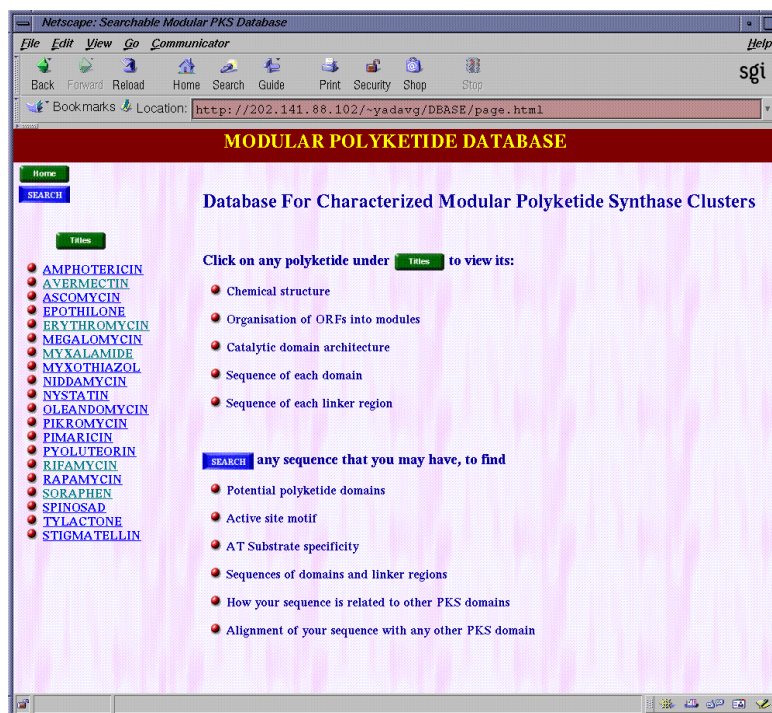 Netscape: Searchable Modular PKS Database
File Edit View Go Communicator Help
Back Forward Reload Home Search Guide Print Security Shop Stop
sgi
Bookmarks Location: http://202.141.88.102/~yadavg/DBASE/page.html
MODULAR POLYKETIDE DATABASE
Home
SEARCH
Database For Characterized Modular Polyketide Synthase Clusters
Titles
AMPHOTERICIN
AVERMECTIN
ASCOMYCIN
EPOTHILONE
ERYTHROMYCIN
MEGALOMYCIN
MYXALAMIDE
MYXOTHIAZOL
NIDDAMYCIN
NYSTATIN
OLEANDOMYCIN
PIKROMYCIN
PIMARICIN
PYOLUTEORIN
RIFAMYCIN
RAPAMYCIN
SORAPHEN
SPINOSAD
TYLACTONE
STIGMATELLIN
Click on any polyketide under Titles to view its:
Chemical structure
Organisation of ORFs into modules
Catalytic domain architecture
Sequence of each domain
Sequence of each linker region
SEARCH any sequence that you may have, to find
Potential polyketide domains
Active site motif
AT Substrate specificity
Sequences of domains and linker regions
How your sequence is related to other PKS domains
Alignment of your sequence with any other PKS domain